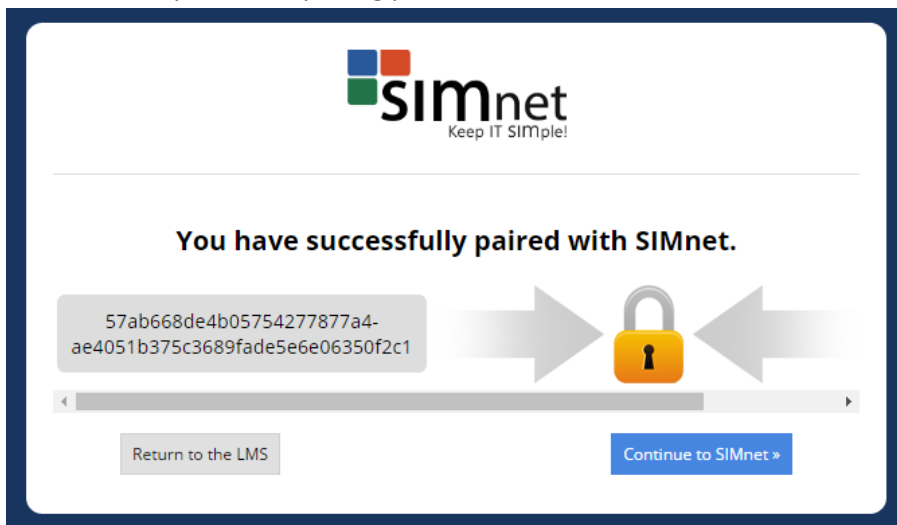 SIMnet
Keep IT SIMple!
You have successfully paired with SIMnet.
57ab668de4b05754277877a4-
ae4051b375c3689fade5e6e06350f2c1
Return to the LMS
Continue to SIMnet »